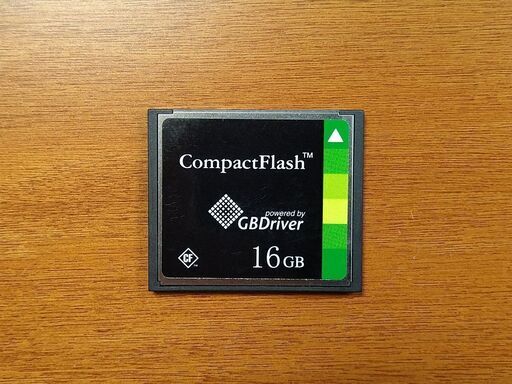 CompactFlash™
powered by
GBDriver
16GB
CF